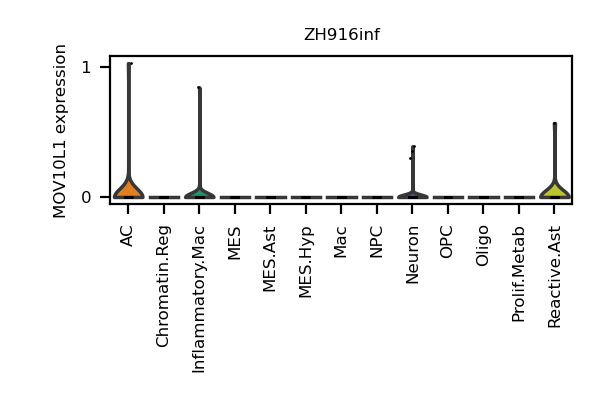 ZH916inf
MOV10L1 expression
1
0
AC
Chromatin.Reg
Inflammatory.Mac
MES
MES.Ast
MES.Hyp
Mac
NPC
Neuron
OPC
Oligo
Prolif.Metab
Reactive.Ast